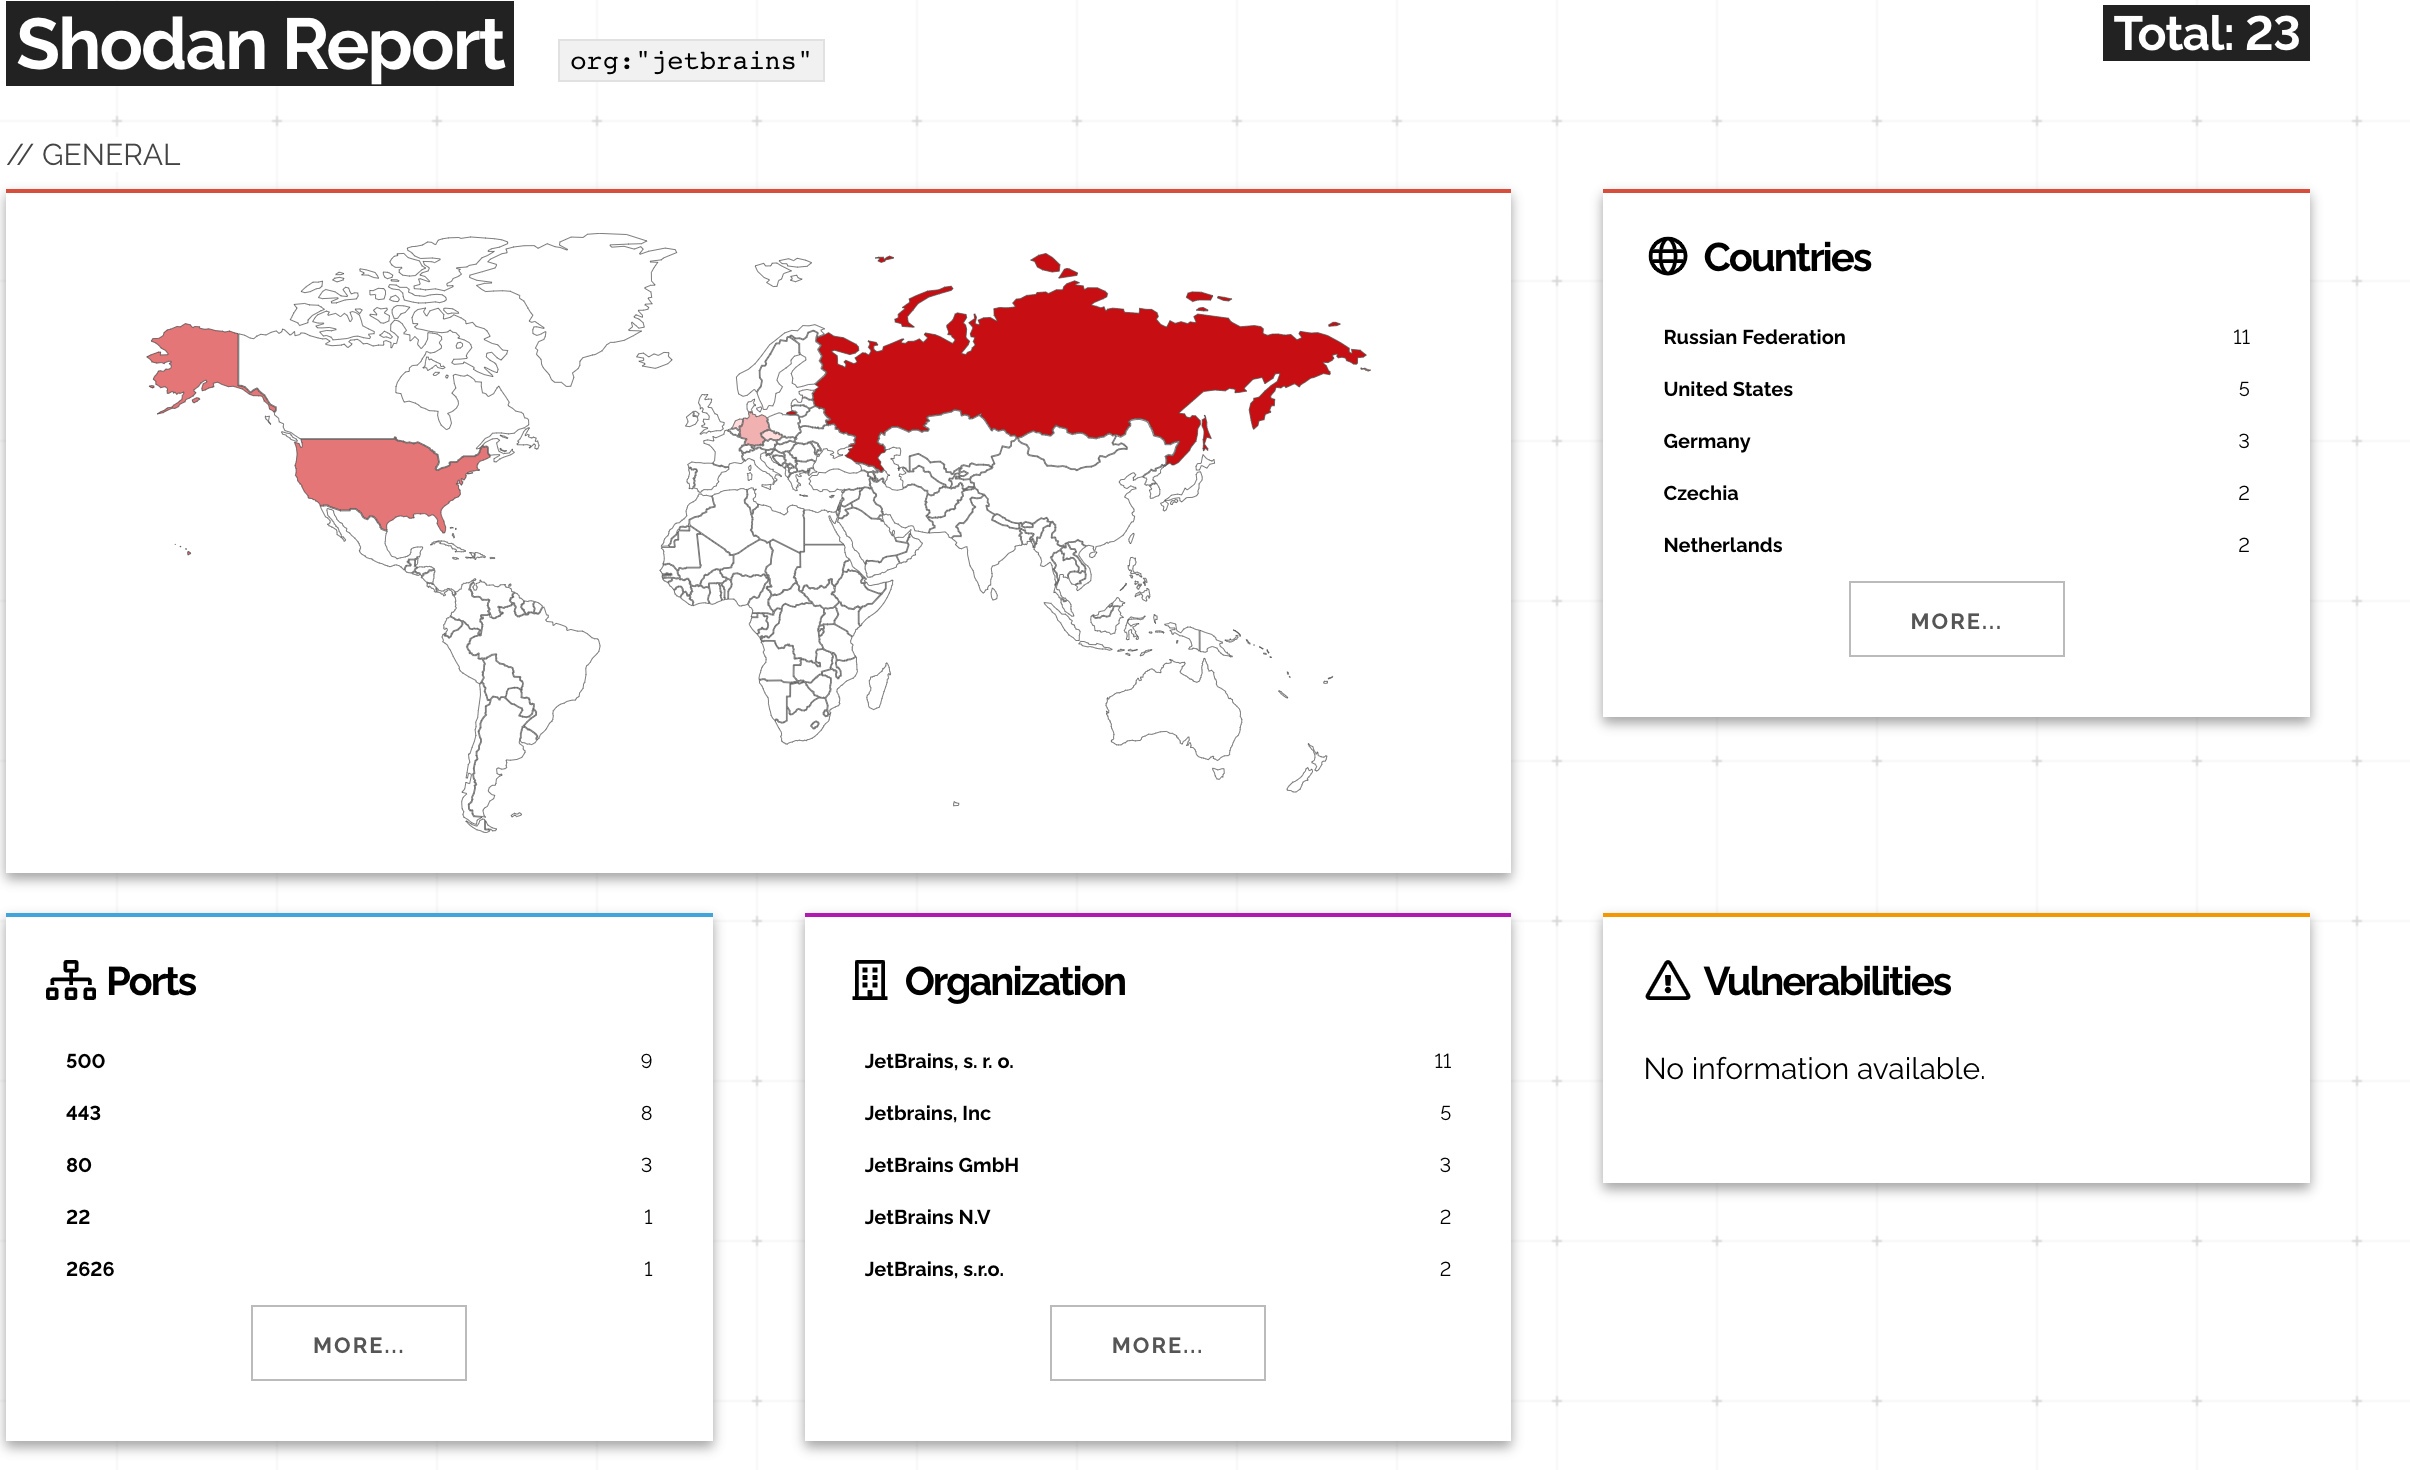 Shodan Report
org:"jetbrains"
Total: 23
// GENERAL
Countries
Russian Federation 11
United States 5
Germany 3
Czechia 2
Netherlands 2
MORE...
Ports
500 9
443 8
80 3
22 1
2626 1
MORE...
Organization
JetBrains, s. r. o. 11
Jetbrains, Inc 5
JetBrains GmbH 3
JetBrains N.V 2
JetBrains, s.r.o. 2
MORE...
Vulnerabilities
No information available.